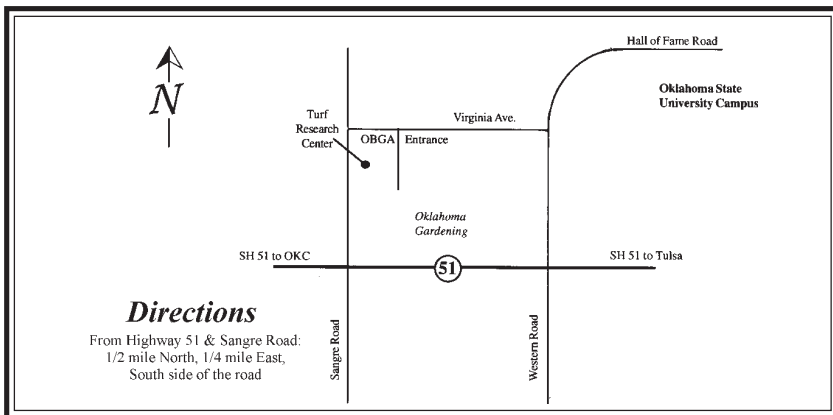 Hall of Fame Road
N
Oklahoma State
University Campus
Turf
Research
Center
Virginia Ave.
OBGA Entrance
Oklahoma
Gardening
SH 51 to OKC
51
SH 51 to Tulsa
Directions
From Highway 51 & Sangre Road:
1/2 mile North, 1/4 mile East,
South side of the road
Sangre Road
Western Road